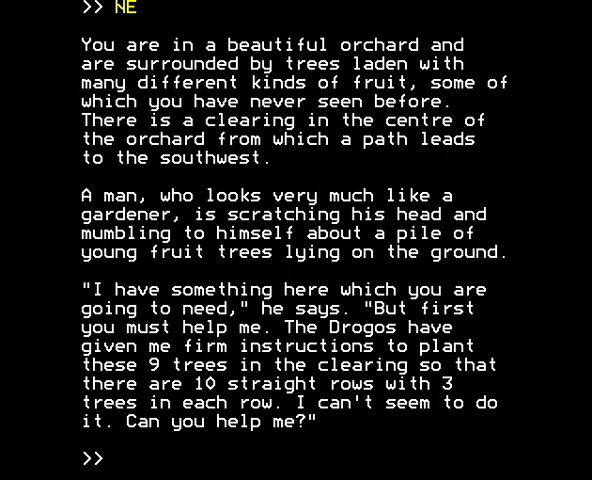 >> NE
You are in a beautiful orchard and
are surrounded by trees laden with
many different kinds of fruit, some of
which you have never seen before.
There is a clearing in the centre of
the orchard from which a path leads
to the southwest.
A man, who looks very much like a
gardener, is scratching his head and
mumbling to himself about a pile of
young fruit trees lying on the ground.
"I have something here which you are
going to need," he says. "But first
you must help me. The Drogos have
given me firm instructions to plant
these 9 trees in the clearing so that
there are 10 straight rows with 3
trees in each row. I can't seem to do
it. Can you help me?"
>>